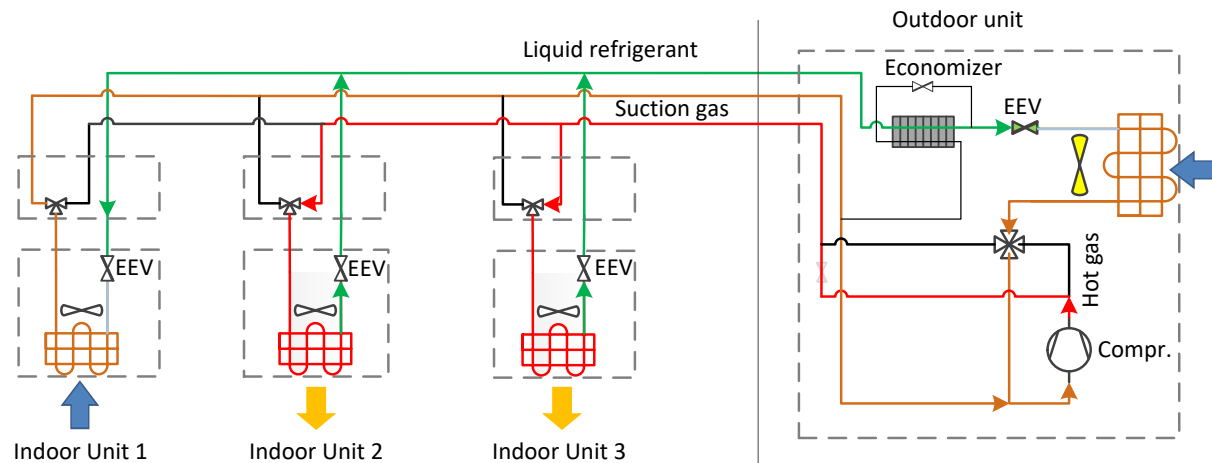 Outdoor unit
Liquid refrigerant
Economizer
EEV
Suction gas
EEV
EEV
EEV
Hot gas
Compr.
Indoor Unit 1
Indoor Unit 2
Indoor Unit 3